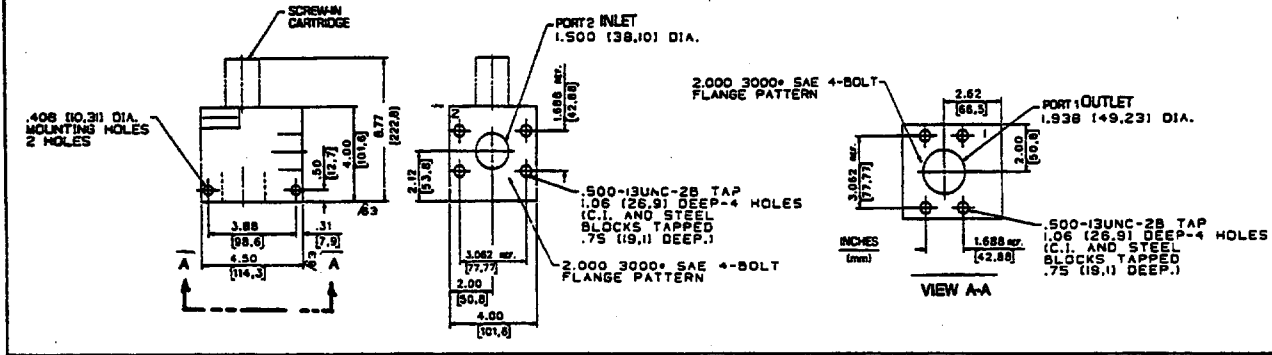 SCREW-IN
CARTRIDGE
.406 [10,31] DIA.
MOUNTING HOLES
2 HOLES
.50
[12,7]
4.00
[101,6]
8.77
[222,8]
3.88
[98,6]
.31
[7,9]
63
4.50
[114,3]
63
A
A
PORT 2 INLET
1.500 [38,10] DIA.
2
1.688 REF.
[42,88]
2.12
[53,8]
.500-13UNC-2B TAP
1.06 [26,9] DEEP-4 HOLES
(C.I. AND STEEL
BLOCKS TAPPED
.75 [19,1] DEEP.)
3.062 REF.
[77,77]
2.000 3000# SAE 4-BOLT
FLANGE PATTERN
2.00
[50,8]
4.00
[101,6]
2.000 3000# SAE 4-BOLT
FLANGE PATTERN
2.62
[66,5]
PORT 1 OUTLET
1.938 [49,23] DIA.
1
2.00
[50,8]
3.062 REF.
[77,77]
.500-13UNC-2B TAP
1.06 [26,9] DEEP-4 HOLES
(C.I. AND STEEL
BLOCKS TAPPED
.75 [19,1] DEEP.)
INCHES
(mm)
1.688 REF.
[42,88]
VIEW A-A